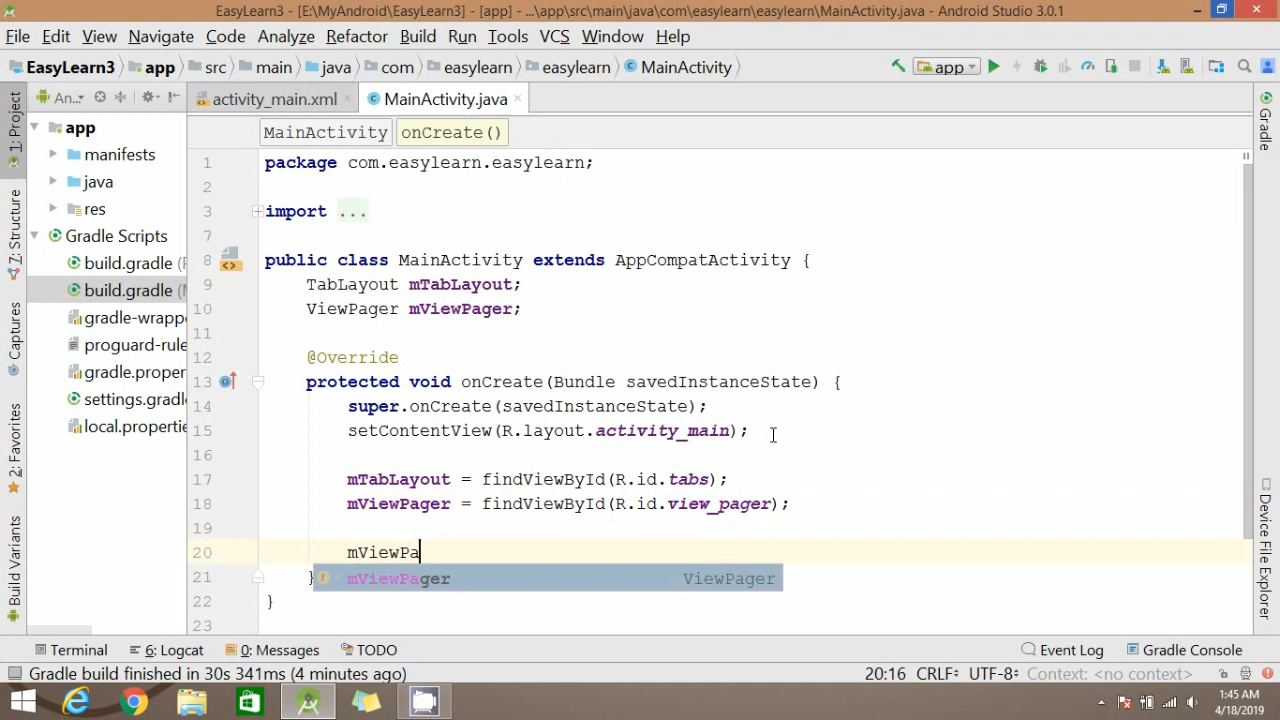 EasyLearn3 - [E:\MyAndroid\EasyLearn3] - [app] - ...\app\src\main\java\com\easylearn\easylearn\MainActivity.java - Android Studio 3.0.1
File Edit View Navigate Code Analyze Refactor Build Run Tools VCS Window Help
EasyLearn3 app src main java com easylearn easylearn MainActivity app
1: Project
Z: Structure
Captures
2: Favorites
Build Variants
An...
app
manifests
java
res
Gradle Scripts
build.gradle
build.gradle
gradle-wrapp
proguard-rule
gradle.proper
settings.gradl
local.properti
activity_main.xml MainActivity.java
MainActivity onCreate()
1 package com.easylearn.easylearn;
2
3 import ...
7
8 public class MainActivity extends AppCompatActivity {
9 TabLayout mTabLayout;
10 ViewPager mViewPager;
11
12 @Override
13 protected void onCreate(Bundle savedInstanceState) {
14 super.onCreate(savedInstanceState);
15 setContentView(R.layout.activity_main);
16
17 mTabLayout = findViewById(R.id.tabs);
18 mViewPager = findViewById(R.id.view_pager);
19
20 mViewPa
mViewPager ViewPager
21 }
22 }
23
Gradle
Device File Explorer
Terminal 6: Logcat 0: Messages TODO Event Log Gradle Console
Gradle build finished in 30s 341ms (4 minutes ago) 20:16 CRLF UTF-8 Context: <no context>
1:45 AM
4/18/2019